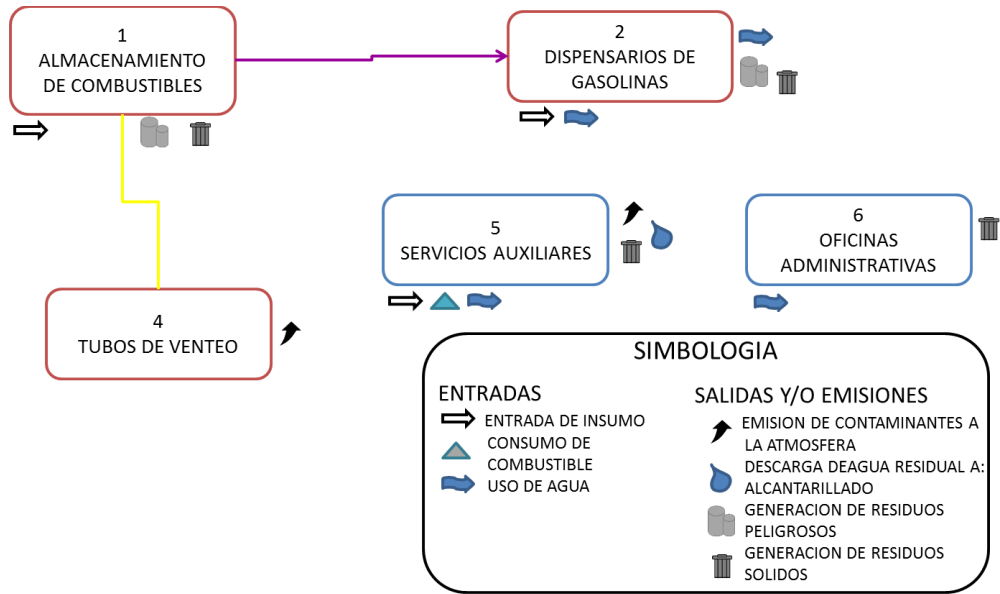 1
ALMACENAMIENTO
DE COMBUSTIBLES
2
DISPENSARIOS DE
GASOLINAS
5
SERVICIOS AUXILIARES
6
OFICINAS
ADMINISTRATIVAS
4
TUBOS DE VENTEO
SIMBOLOGIA
ENTRADAS
ENTRADA DE INSUMO
CONSUMO DE
COMBUSTIBLE
USO DE AGUA
SALIDAS Y/O EMISIONES
EMISION DE CONTAMINANTES A
LA ATMOSFERA
DESCARGA DEAGUA RESIDUAL A:
ALCANTARILLADO
GENERACION DE RESIDUOS
PELIGROSOS
GENERACION DE RESIDUOS
SOLIDOS